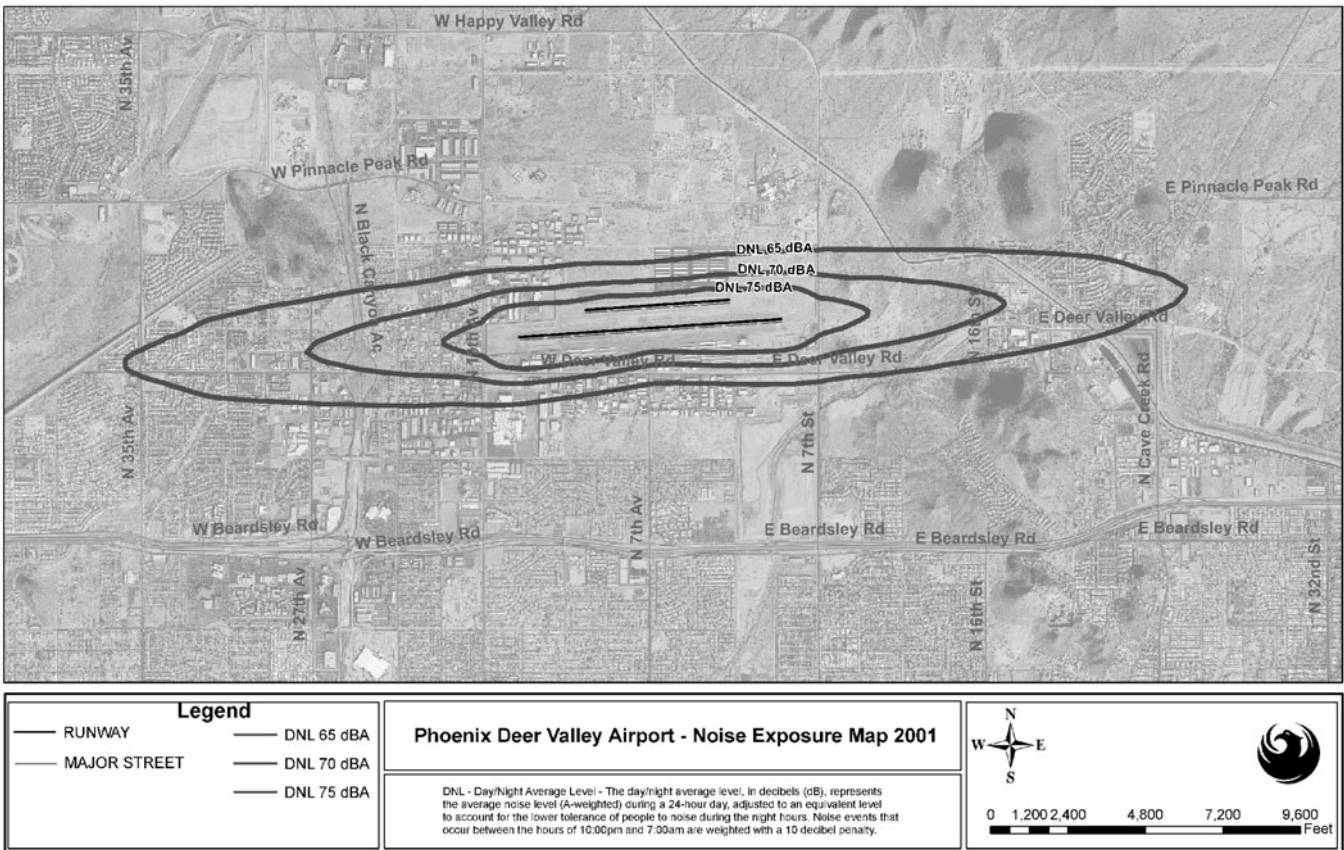 W Happy Valley Rd
N 35th Av
W Pinnacle Peak Rd
E Pinnacle Peak Rd
N Black Canyon Ac
DNL 65 dBA
DNL 70 dBA
DNL 75 dBA
N 19th Av
N 16th St
E Deer Valley Rd
W Deer Valley Rd
E Deer Valley Rd
N 35th Av
N 7th St
N Cave Creek Rd
W Beardsley Rd
W Beardsley Rd
N 7th Av
E Beardsley Rd
E Beardsley Rd
E Beardsley Rd
N 27th Av
N 16th St
N 32nd St
Legend
RUNWAY
MAJOR STREET
DNL 65 dBA
DNL 70 dBA
DNL 75 dBA
Phoenix Deer Valley Airport - Noise Exposure Map 2001
DNL - Day/Night Average Level - The day/night average level, in decibels (dB), represents
the average noise level (A-weighted) during a 24-hour day, adjusted to an equivalent level
to account for the lower tolerance of people to noise during the night hours. Noise events that
occur between the hours of 10:00pm and 7:00am are weighted with a 10 decibel penalty.
N
W E
S
0 1,200 2,400 4,800 7,200 9,600
Feet